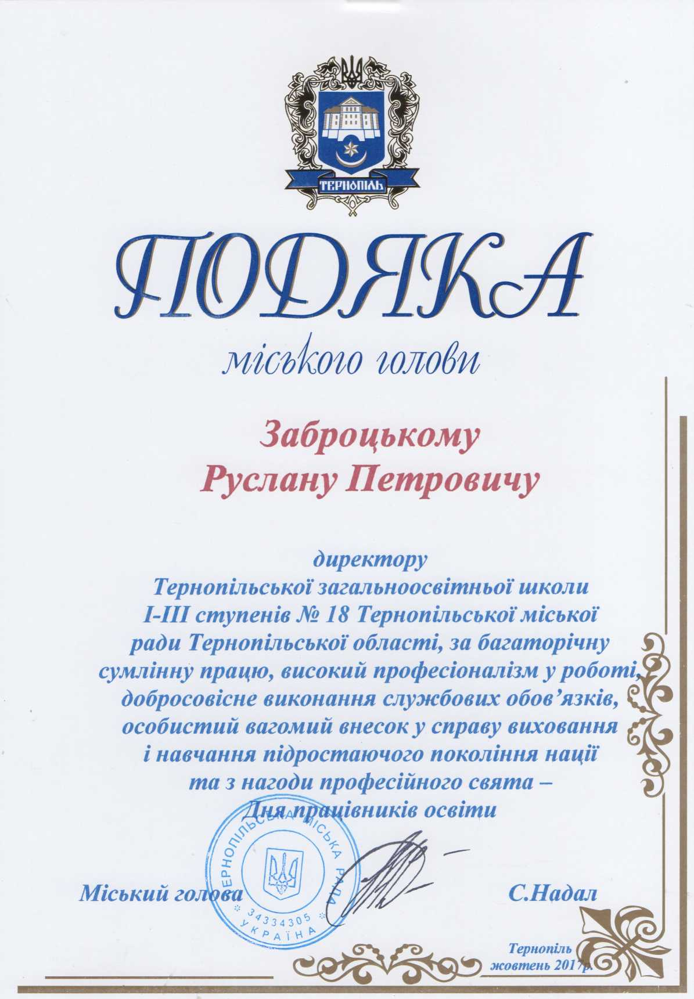 ТЕРНОПІЛЬ
ПОДЯКА
міського голови
Заброцькому
Руслану Петровичу
директору
Тернопільської загальноосвітньої школи
І-ІІІ ступенів № 18 Тернопільської міської
ради Тернопільської області, за багаторічну
сумлінну працю, високий професіоналізм у роботі,
добросовісне виконання службових обов’язків,
особистий вагомий внесок у справу виховання
і навчання підростаючого покоління нації
та з нагоди професійного свята –
Дня працівників освіти
ТЕРНОПІЛЬСЬКА МІСЬКА РАДА
* 34334305 *
УКРАЇНА
Міський голова С.Надал
Тернопіль
жовтень 2017р.